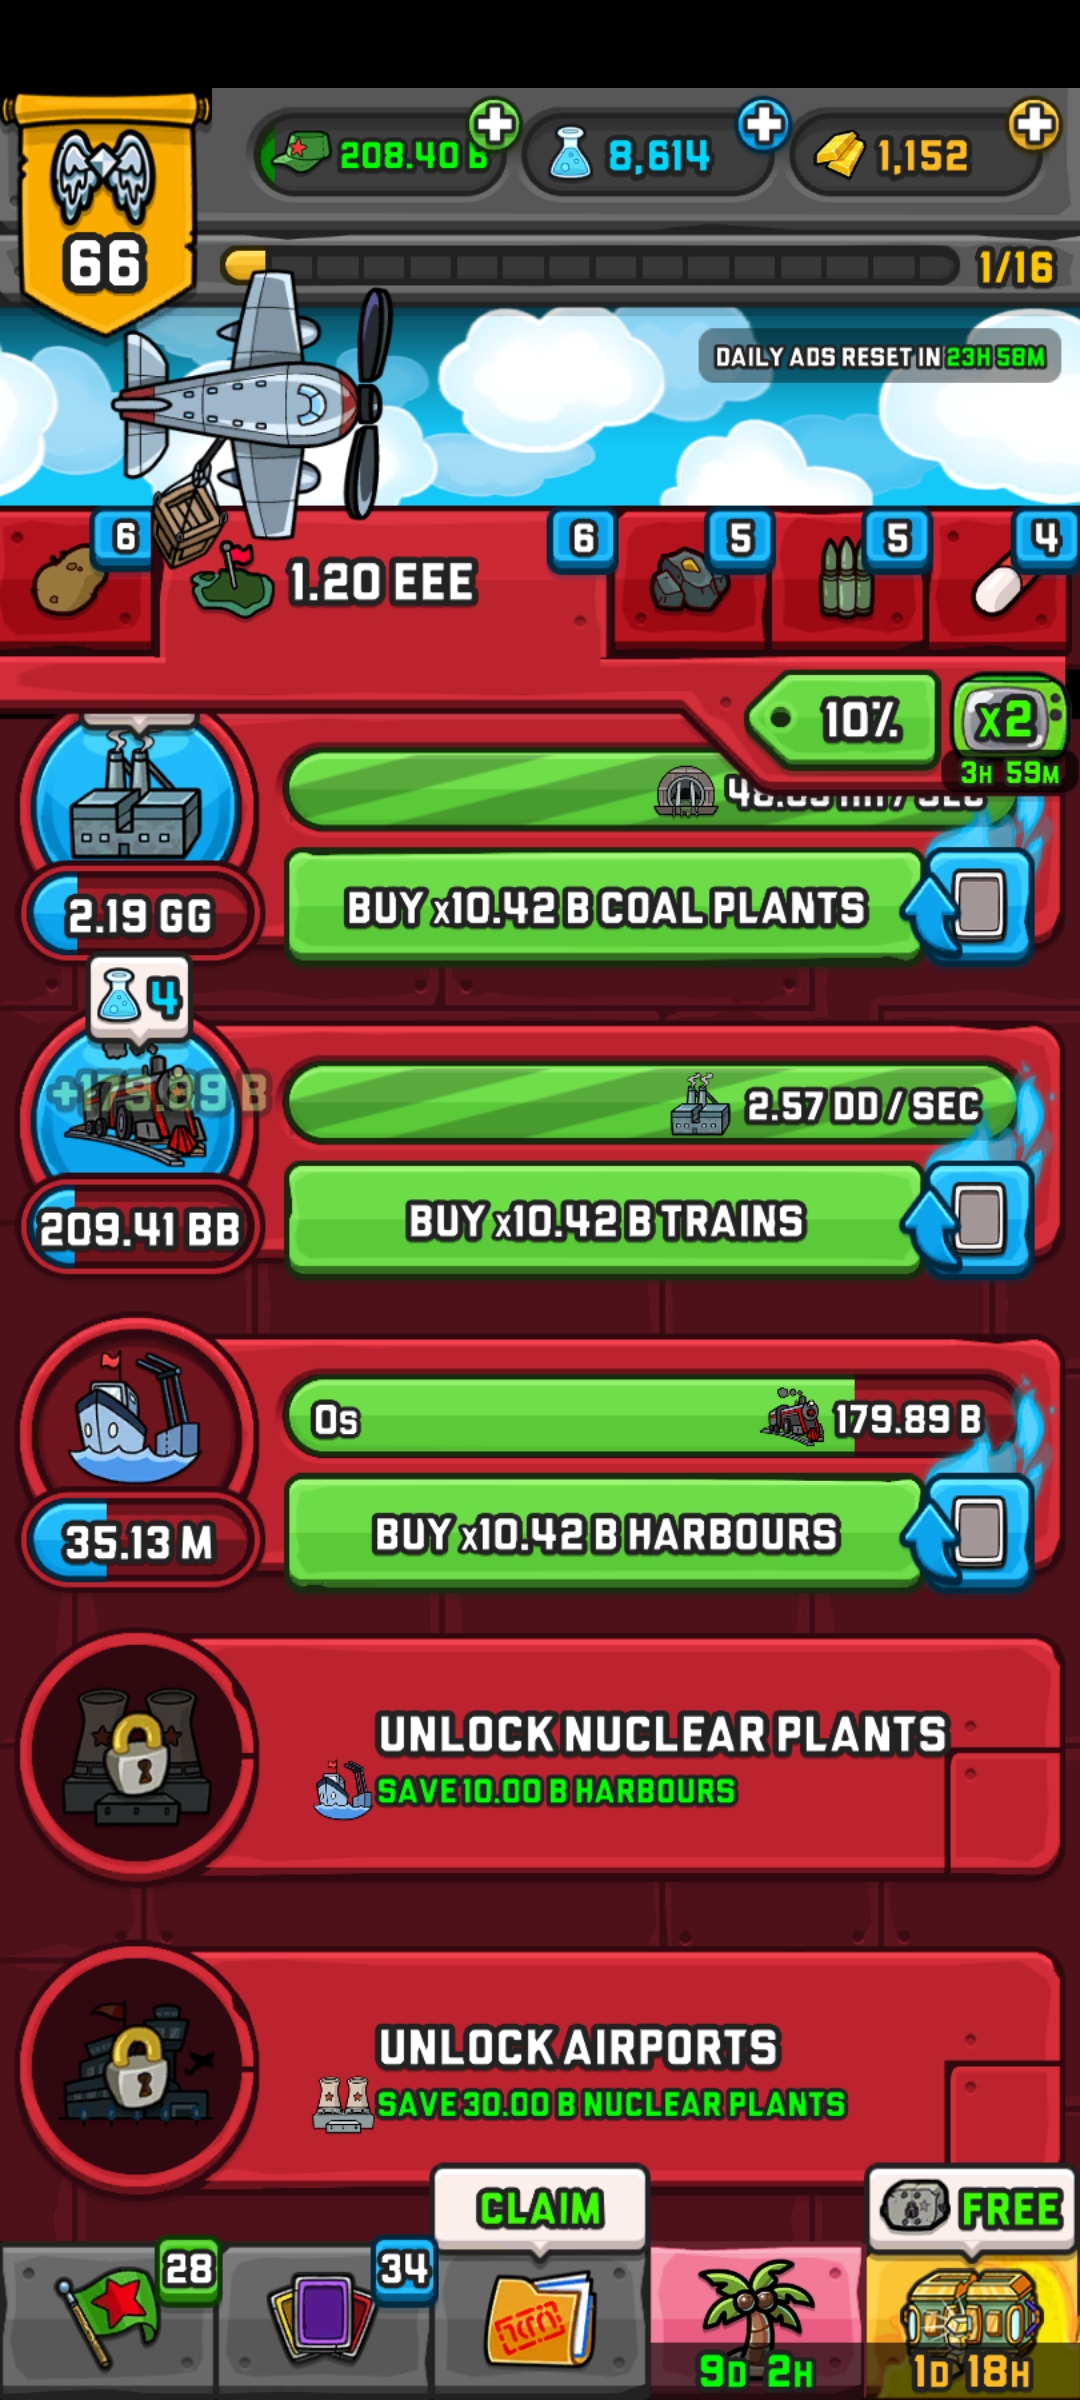 208.40 B
8,614
1,152
66
1/16
DAILY ADS RESET IN 23H 58M
6
1.20 EEE
6
5
5
4
10%
x2
3H 59M
2.19 GG
BUY x10.42 B COAL PLANTS
4
+179.89 B
2.57 DD / SEC
209.41 BB
BUY x10.42 B TRAINS
0s
179.89 B
35.13 M
BUY x10.42 B HARBOURS
UNLOCK NUCLEAR PLANTS
SAVE 10.00 B HARBOURS
UNLOCK AIRPORTS
SAVE 30.00 B NUCLEAR PLANTS
CLAIM
FREE
28
34
9D 2H
1D 18H